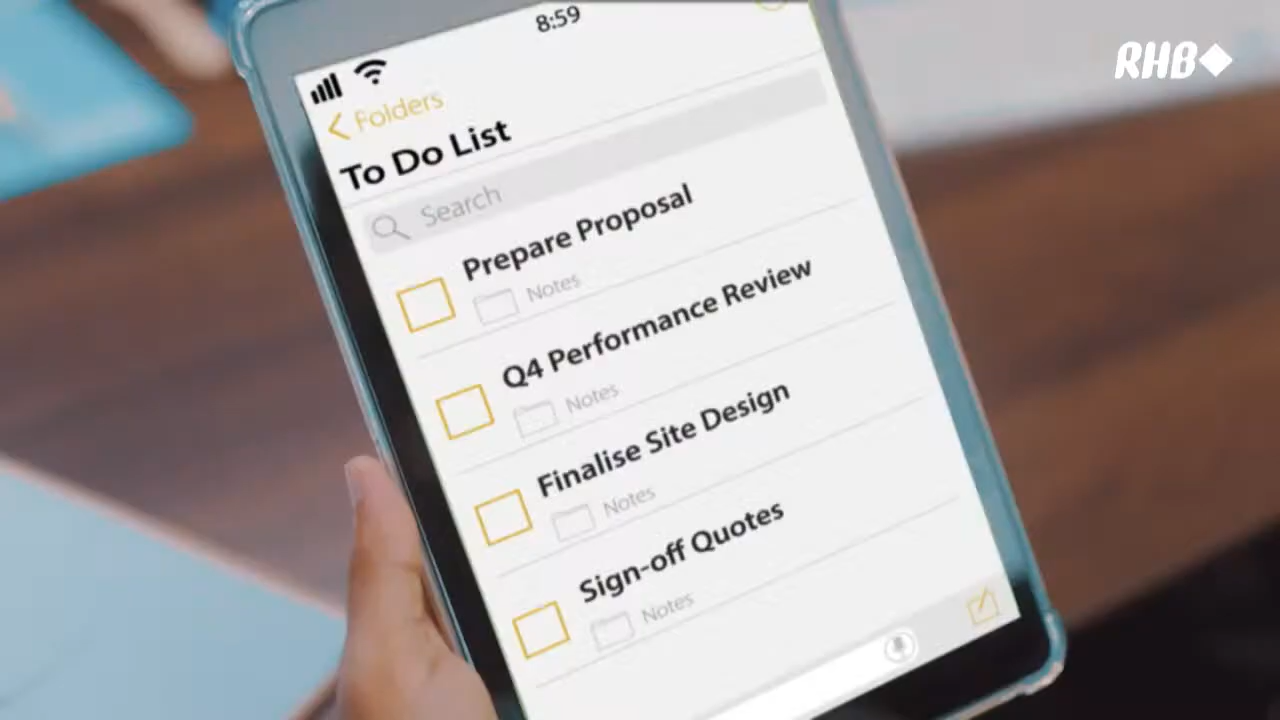 RHB
8:59
Folders
To Do List
Search
Prepare Proposal
Notes
Q4 Performance Review
Notes
Finalise Site Design
Notes
Sign-off Quotes
Notes